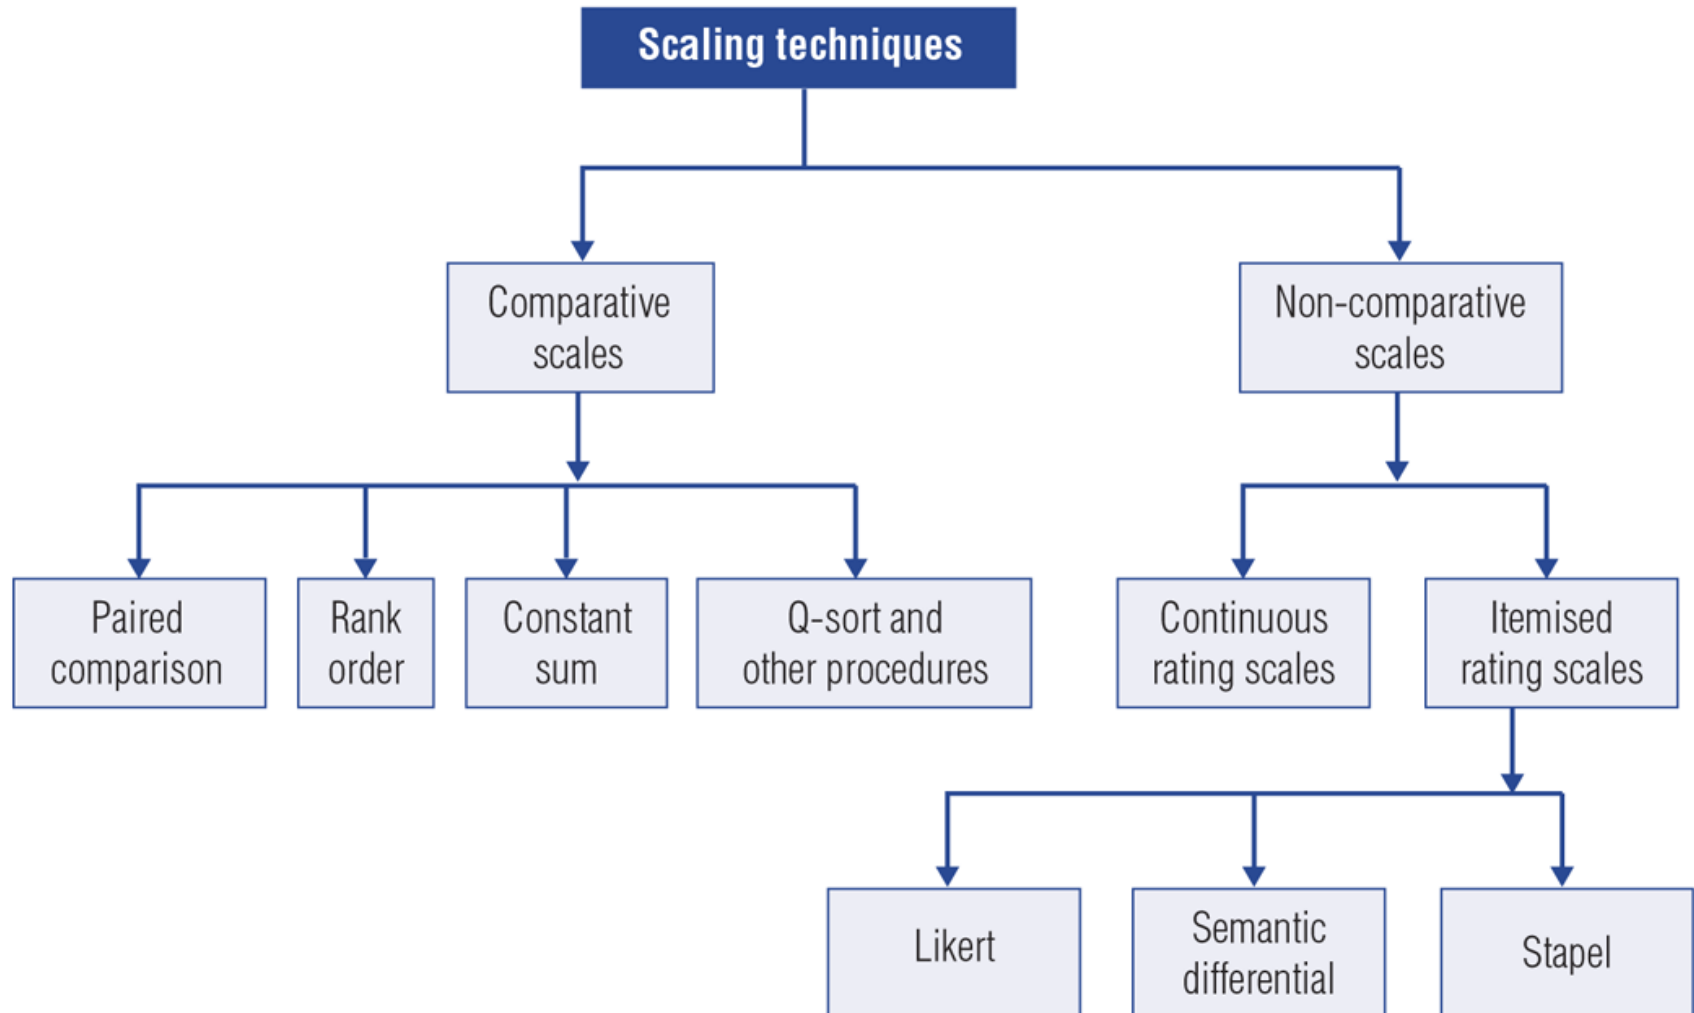 Scaling techniques
Comparative
scales
Non-comparative
scales
Paired
comparison
Rank
order
Constant
sum
Q-sort and
other procedures
Continuous
rating scales
Itemised
rating scales
Likert
Semantic
differential
Stapel